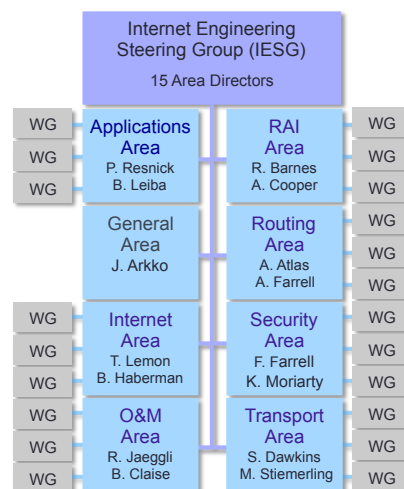 Internet Engineering
Steering Group (IESG)
15 Area Directors
WG
WG
WG
Applications
Area
P. Resnick
B. Leiba
RAI
Area
R. Barnes
A. Cooper
WG
WG
WG
General
Area
J. Arkko
Routing
Area
A. Atlas
A. Farrell
WG
WG
WG
WG
WG
WG
Internet
Area
T. Lemon
B. Haberman
Security
Area
F. Farrell
K. Moriarty
WG
WG
WG
WG
WG
WG
O&M
Area
R. Jaeggli
B. Claise
Transport
Area
S. Dawkins
M. Stiemerling
WG
WG
WG